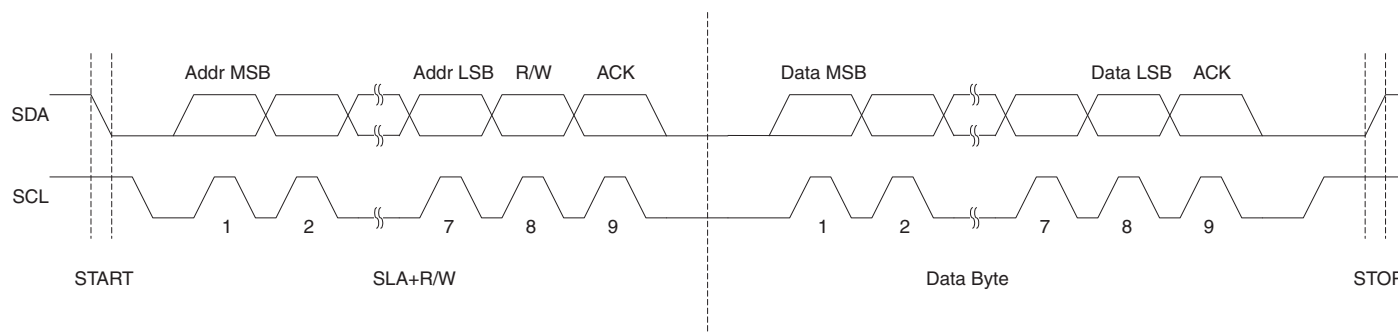 Addr MSB Addr LSB R/W ACK Data MSB Data LSB ACK
SDA
SCL
1 2 7 8 9 1 2 7 8 9
START SLA+R/W Data Byte STOP